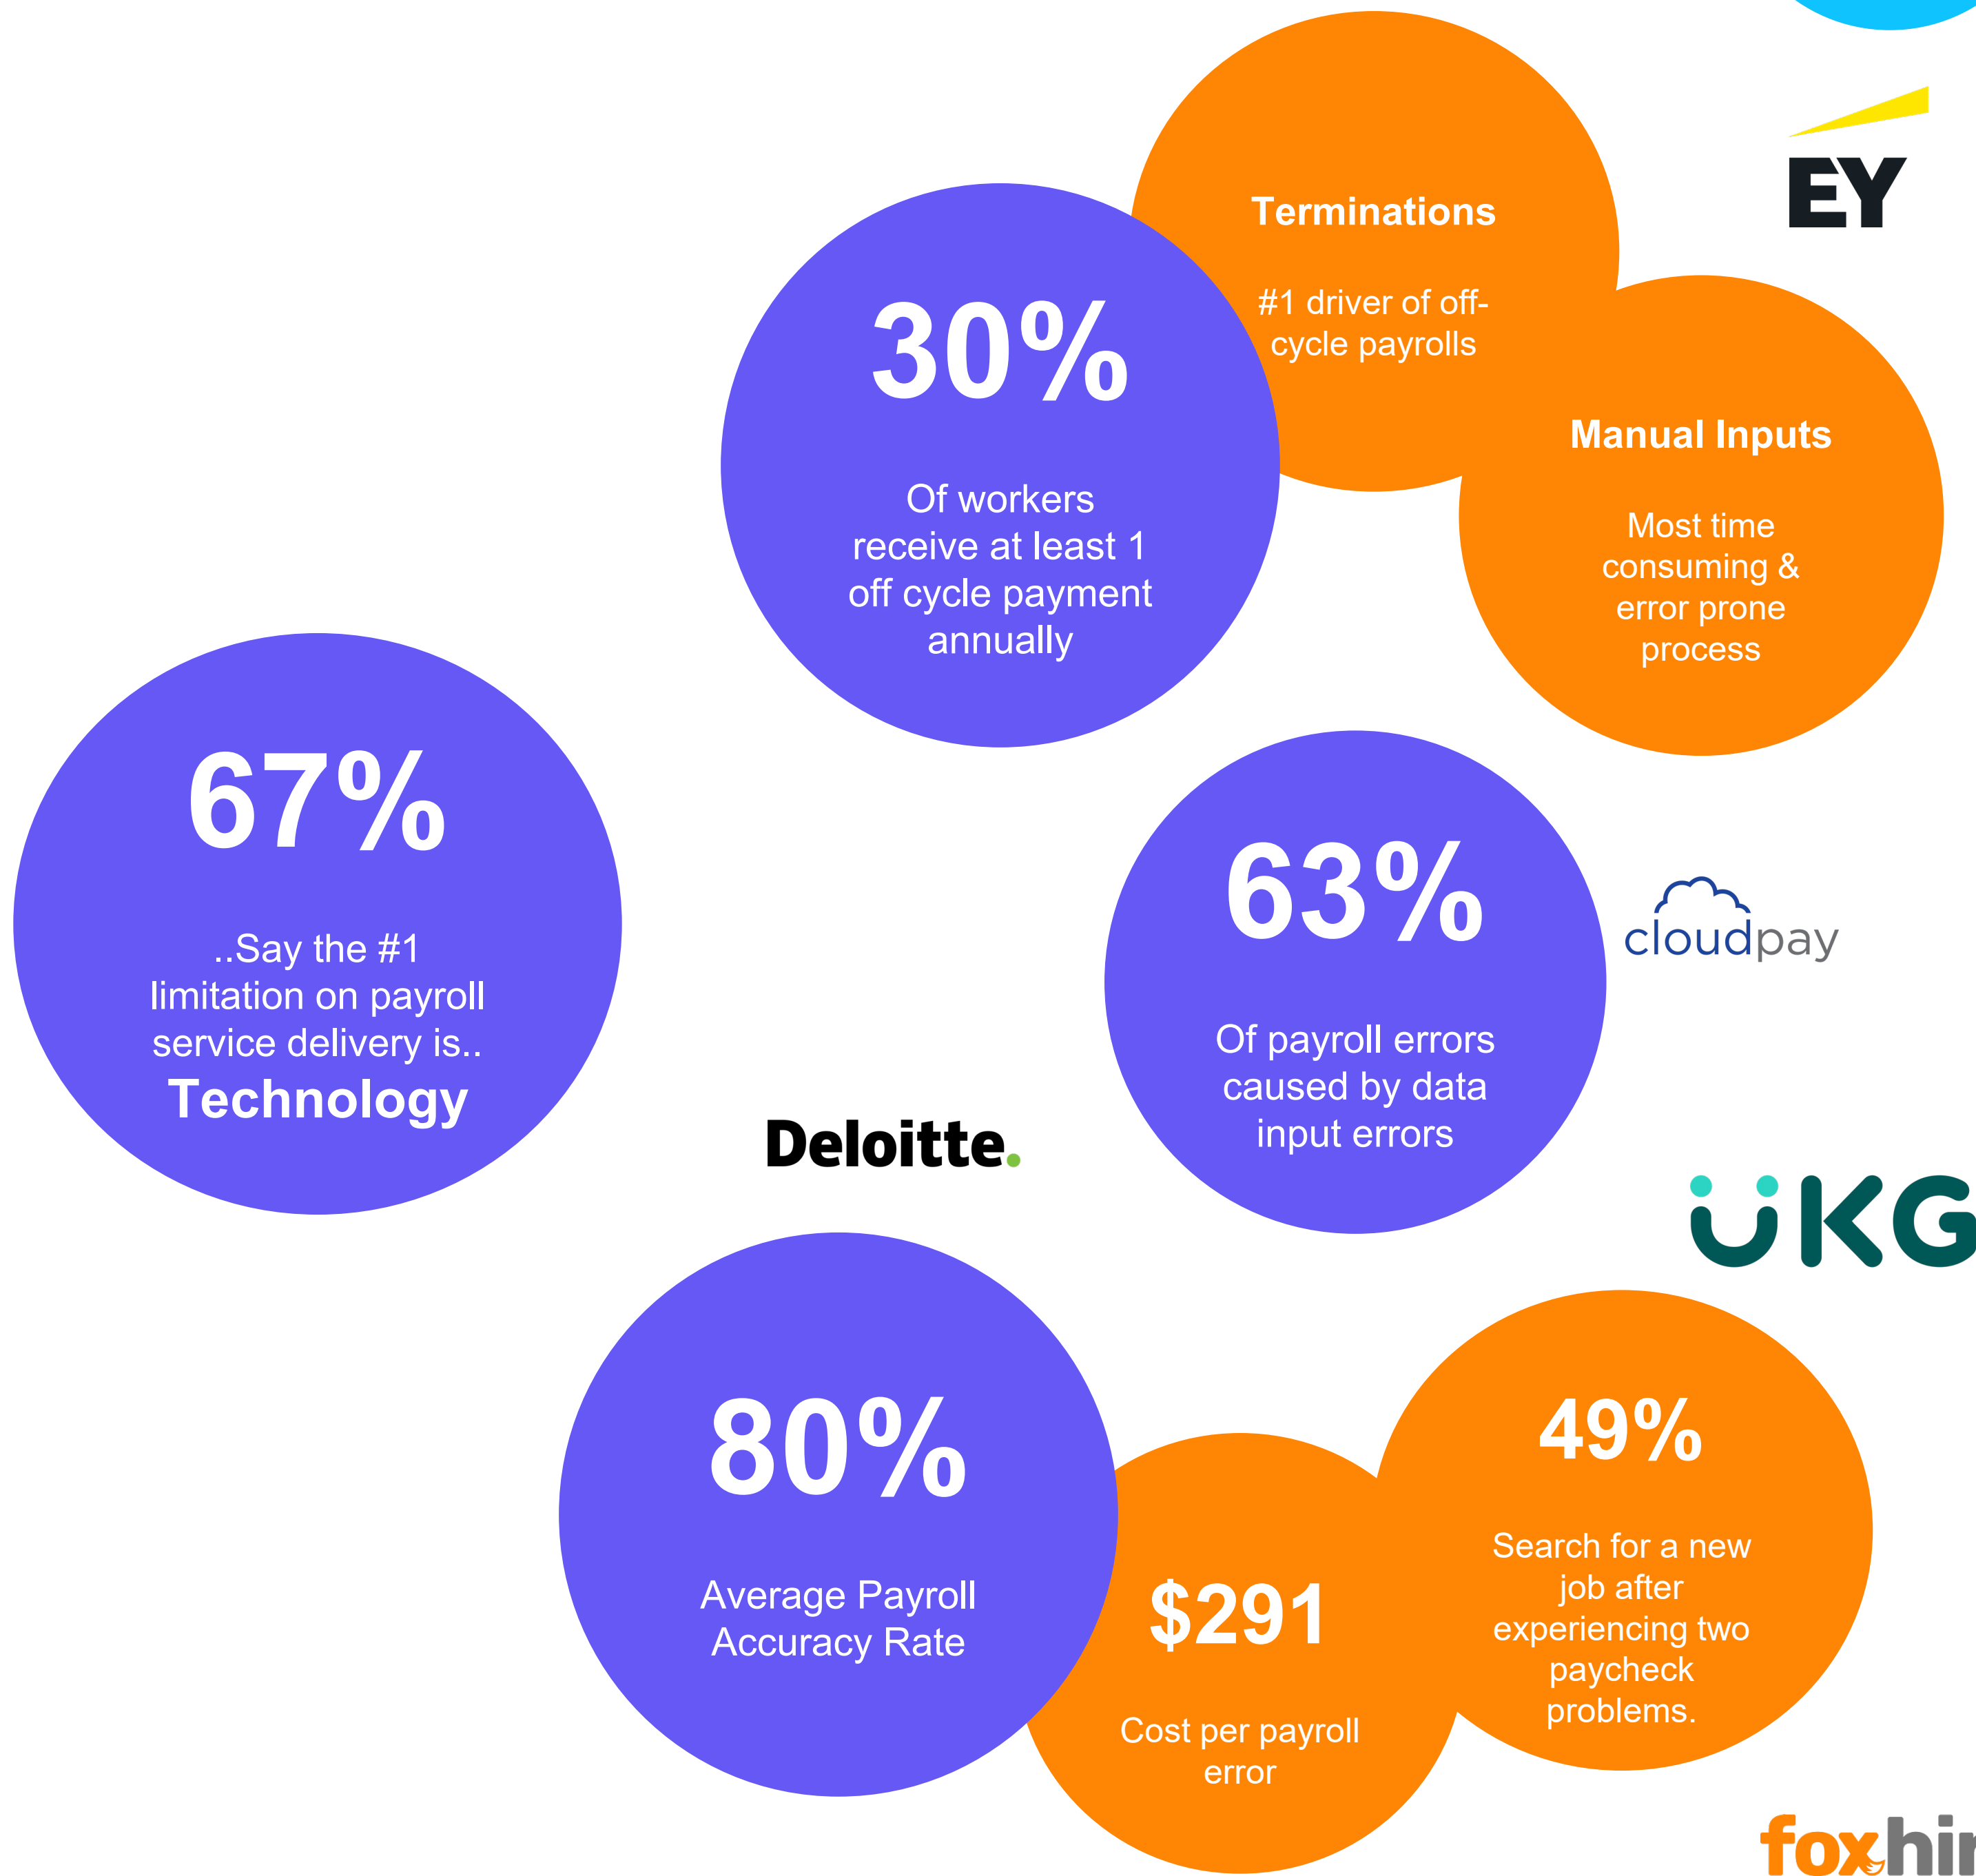 EY
Terminations
#1 driver of off-
cycle payrolls
30%
Of workers
receive at least 1
off cycle payment
annually
Manual Inputs
Most time
consuming &
error prone
process
67%
..Say the #1
limitation on payroll
service delivery is..
Technology
63%
Of payroll errors
caused by data
input errors
cloudpay
Deloitte.
UKG
80%
Average Payroll
Accuracy Rate
$291
Cost per payroll
error
49%
Search for a new
job after
experiencing two
paycheck
problems.